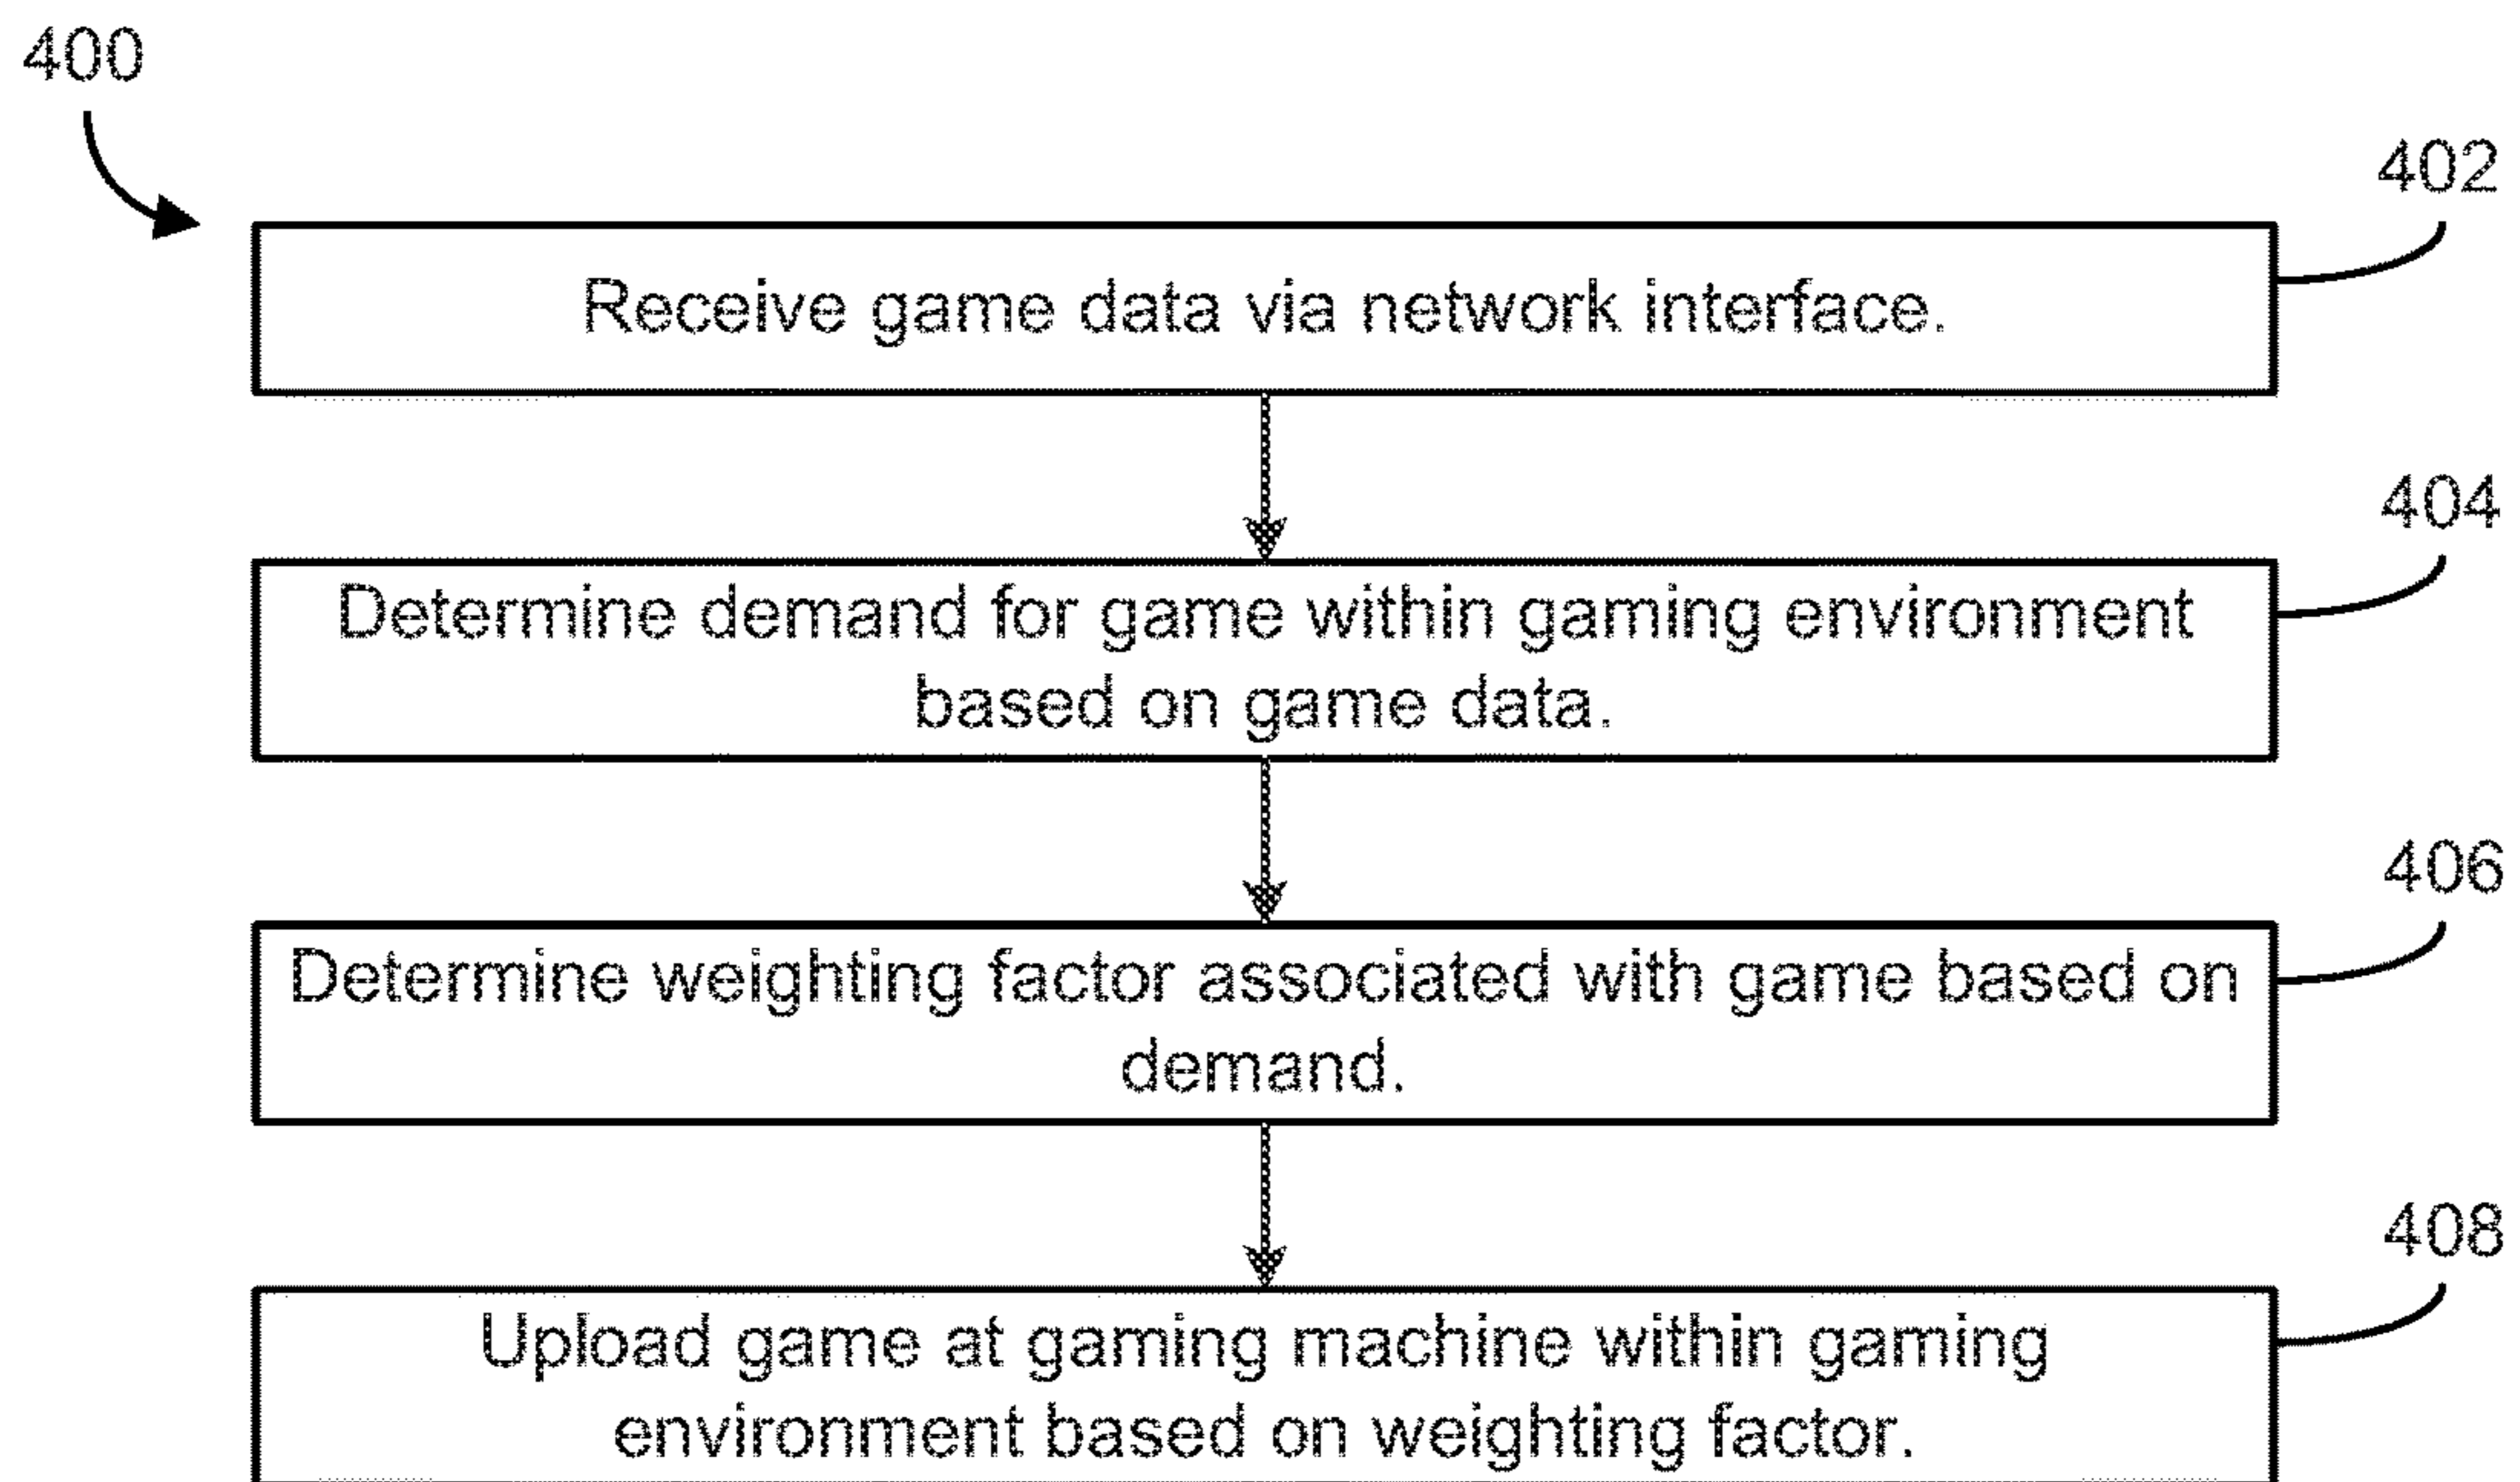 400
402
Receive game data via network interface.
404
Determine demand for game within gaming environment
based on game data.
406
Determine weighting factor associated with game based on
demand.
408
Upload game at gaming machine within gaming
environment based on weighting factor.